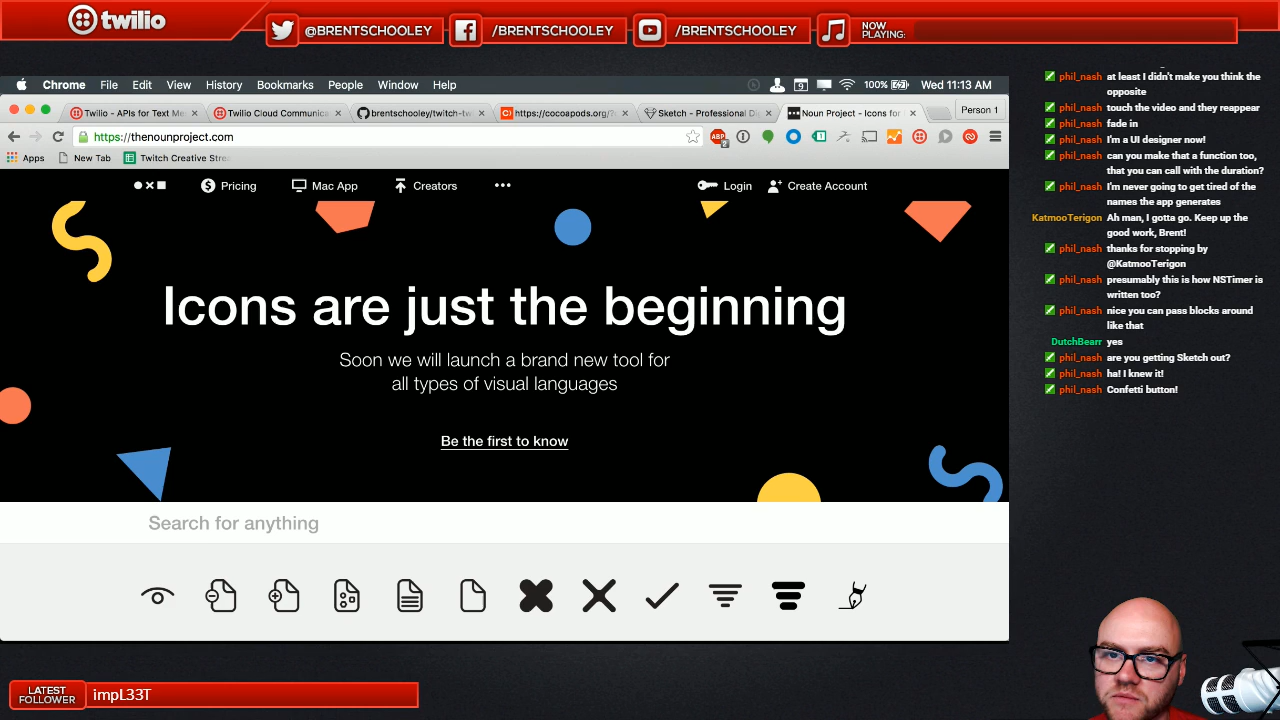 twilio
@BRENTSCHOOLEY
/BRENTSCHOOLEY
/BRENTSCHOOLEY
NOW
PLAYING:
Chrome File Edit View History Bookmarks People Window Help
9
100%
Wed 11:13 AM
Twilio - APIs for Text Me
Twilio Cloud Communica
brentschooley/twitch-tw
https://cocoapods.org/?
Sketch - Professional Di
Noun Project - Icons for
Person 1
https://thenounproject.com
ABP
Apps
New Tab
Twitch Creative Stre
Pricing
Mac App
Creators
Login
Create Account
Icons are just the beginning
Soon we will launch a brand new tool for
all types of visual languages
Be the first to know
Search for anything
phil_nash at least I didn't make you think the
opposite
phil_nash touch the video and they reappear
phil_nash fade in
phil_nash I'm a UI designer now!
phil_nash can you make that a function too,
that you can call with the duration?
phil_nash I'm never going to get tired of the
names the app generates
KatmooTerigon Ah man, I gotta go. Keep up the
good work, Brent!
phil_nash thanks for stopping by
@KatmooTerigon
phil_nash presumably this is how NSTimer is
written too?
phil_nash nice you can pass blocks around
like that
DutchBearr yes
phil_nash are you getting Sketch out?
phil_nash ha! I knew it!
phil_nash Confetti button!
LATEST
FOLLOWER
impL33T